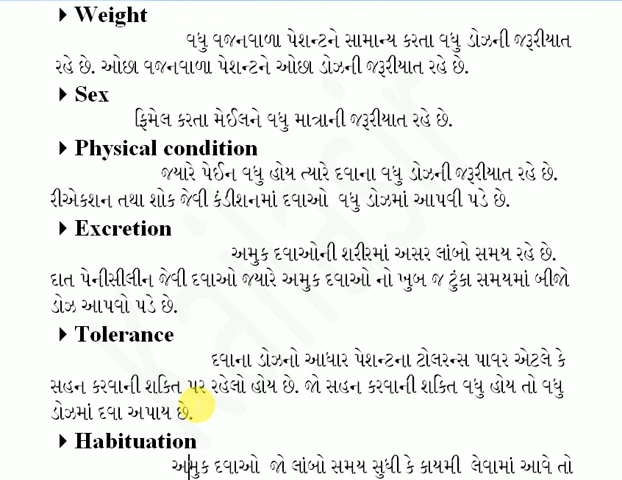 Weight
વધુ વજનવાળા પેશન્ટને સામાન્ય કરતા વધુ ડોઝની જરૂરીયાત
રહે છે. ઓછા વજનવાળા પેશન્ટને ઓછા ડોઝની જરૂરીયાત રહે છે.
Sex
ફિમેલ કરતા મેઈલને વધુ માત્રાની જરૂરીયાત રહે છે.
Physical condition
જ્યારે પેઈન વધુ હોય ત્યારે દવાના વધુ ડોઝની જરૂરીયાત રહે છે.
રીએકશન તથા શોક જેવી કંડીશનમાં દવાઓ વધુ ડોઝમાં આપવી પડે છે.
Excretion
અમુક દવાઓની શરીરમાં અસર લાંબો સમય રહે છે.
દાત પેનીસીલીન જેવી દવાઓ જ્યારે અમુક દવાઓ નો ખુબ જ ટુંકા સમયમાં બીજો
ડોઝ આપવો પડે છે.
Tolerance
દવાના ડોઝનો આધાર પેશન્ટના ટોલરન્સ પાવર એટલે કે
સહન કરવાની શક્તિ પર રહેલો હોય છે. જો સહન કરવાની શક્તિ વધુ હોય તો વધુ
ડોઝમાં દવા અપાય છે.
Habituation
અમુક દવાઓ જો લાંબો સમય સુધી કે કાયમી લેવામાં આવે તો